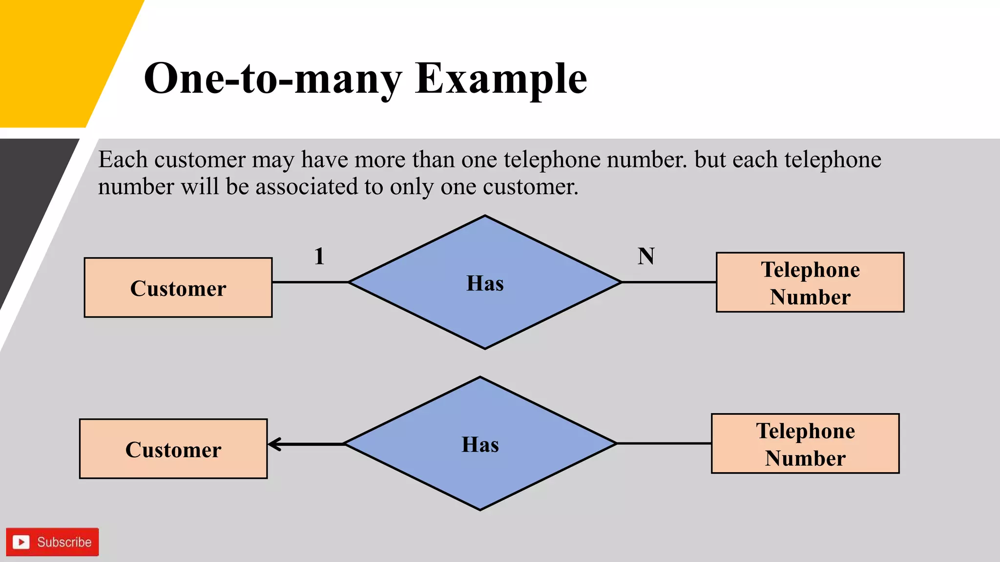 One-to-many Example
Each customer may have more than one telephone number. but each telephone
number will be associated to only one customer.
1
N
Customer
Has
Telephone
Number
Customer
Has
Telephone
Number
Subscribe